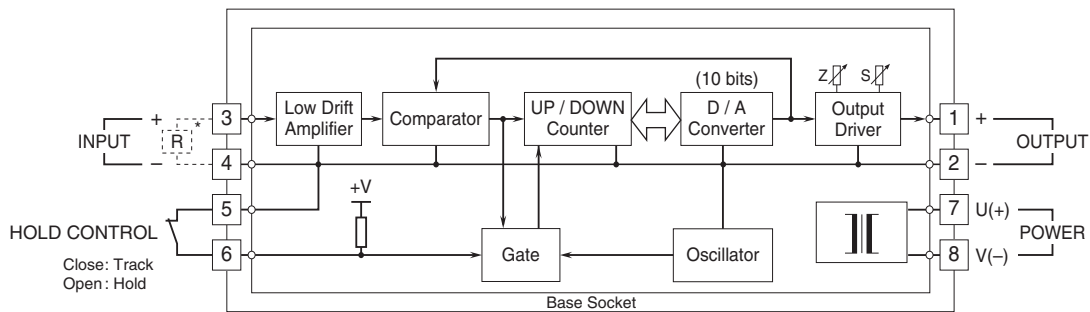 (10 bits)
Z
S
INPUT
+
−
R
*
3
4
Low Drift
Amplifier
Comparator
UP / DOWN
Counter
D / A
Converter
Output
Driver
1
+
2
−
OUTPUT
HOLD CONTROL
5
6
Close : Track
Open : Hold
+V
Gate
Oscillator
7
U(+)
8
V(−)
POWER
Base Socket